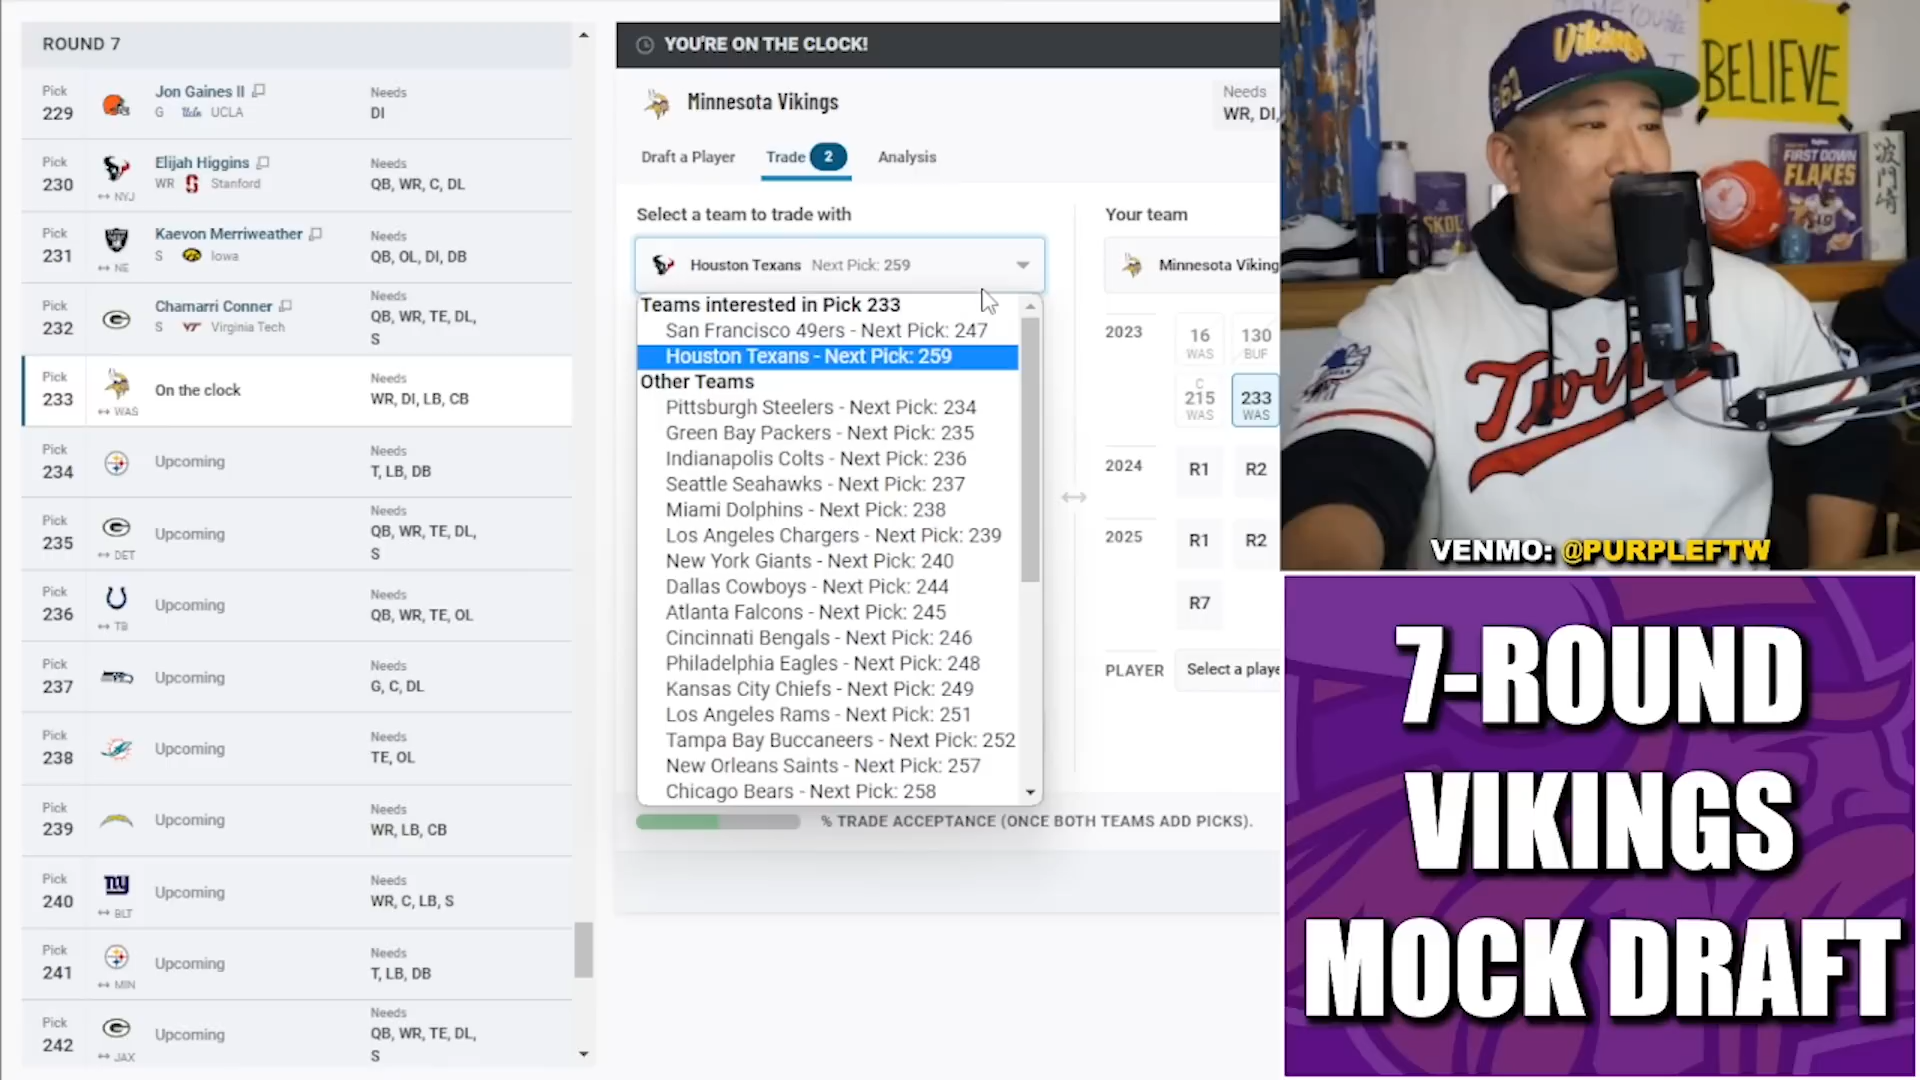 ROUND 7
Pick
229
Jon Gaines II
G UCLA
Needs
DI
Pick
230
NYJ
Elijah Higgins
WR Stanford
Needs
QB, WR, C, DL
Pick
231
NE
Kaevon Merriweather
S Iowa
Needs
QB, OL, DI, DB
Pick
232
Chamarri Conner
S Virginia Tech
Needs
QB, WR, TE, DL,
S
Pick
233
WAS
On the clock
Needs
WR, DI, LB, CB
Pick
234
Upcoming
Needs
T, LB, DB
Pick
235
DET
Upcoming
Needs
QB, WR, TE, DL,
S
Pick
236
TB
Upcoming
Needs
QB, WR, TE, OL
Pick
237
Upcoming
Needs
G, C, DL
Pick
238
Upcoming
Needs
TE, OL
Pick
239
Upcoming
Needs
WR, LB, CB
Pick
240
ny
BLT
Upcoming
Needs
WR, C, LB, S
Pick
241
MIN
Upcoming
Needs
T, LB, DB
Pick
242
JAX
Upcoming
Needs
QB, WR, TE, DL,
S
YOU'RE ON THE CLOCK!
Minnesota Vikings
Needs
WR, DI,
Draft a Player
Trade 2
Analysis
Select a team to trade with
Houston Texans Next Pick: 259
Teams interested in Pick 233
San Francisco 49ers - Next Pick: 247
Houston Texans - Next Pick: 259
Other Teams
Pittsburgh Steelers - Next Pick: 234
Green Bay Packers - Next Pick: 235
Indianapolis Colts - Next Pick: 236
Seattle Seahawks - Next Pick: 237
Miami Dolphins - Next Pick: 238
Los Angeles Chargers - Next Pick: 239
New York Giants - Next Pick: 240
Dallas Cowboys - Next Pick: 244
Atlanta Falcons - Next Pick: 245
Cincinnati Bengals - Next Pick: 246
Philadelphia Eagles - Next Pick: 248
Kansas City Chiefs - Next Pick: 249
Los Angeles Rams - Next Pick: 251
Tampa Bay Buccaneers - Next Pick: 252
New Orleans Saints - Next Pick: 257
Chicago Bears - Next Pick: 258
% TRADE ACCEPTANCE (ONCE BOTH TEAMS ADD PICKS).
Your team
Minnesota Viking
2023
16
WAS
130
BUF
C
215
WAS
233
WAS
2024
R1
R2
2025
R1
R2
R7
PLAYER
Select a playe
Vikings
61
BELIEVE
FIRST DOWN
FLAKES
SKOL
Twins
VENMO: @PURPLEFTW
7-ROUND
VIKINGS
MOCK DRAFT